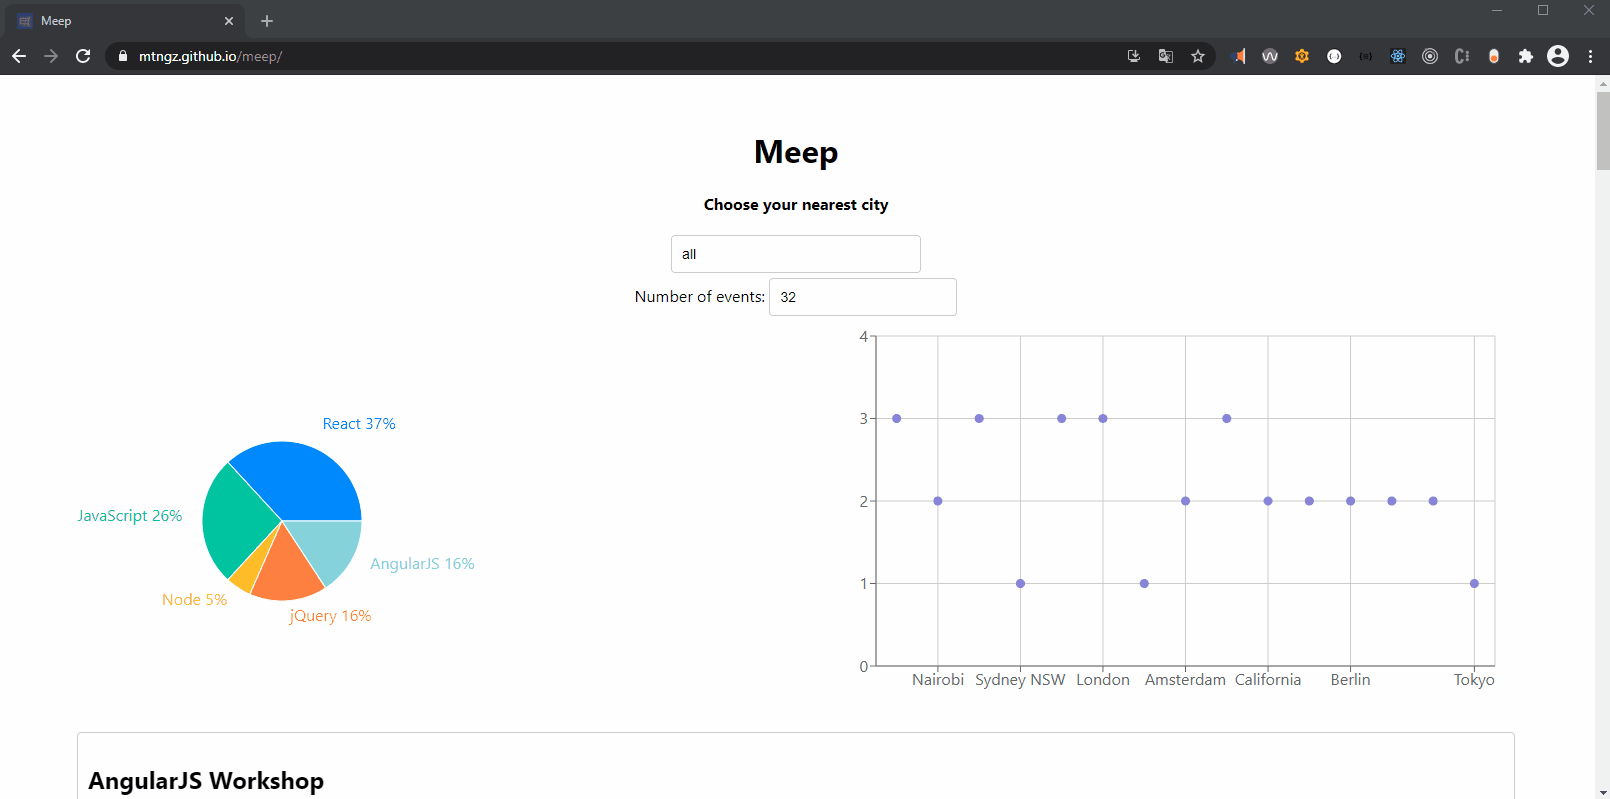 Meep
mtngz.github.io/meep/
Meep
Choose your nearest city
all
Number of events: 32
React 37%
JavaScript 26%
AngularJS 16%
Node 5%
jQuery 16%
4
3
2
1
0
Nairobi Sydney NSW London Amsterdam California Berlin Tokyo
AngularJS Workshop